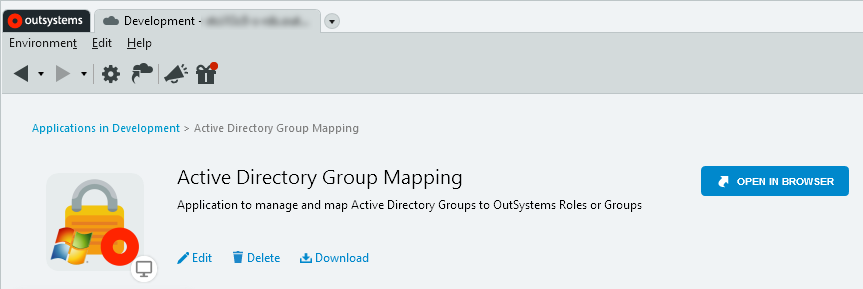 outsystems
Development -
Environment Edit Help
Applications in Development > Active Directory Group Mapping
Active Directory Group Mapping
OPEN IN BROWSER
Application to manage and map Active Directory Groups to OutSystems Roles or Groups
Edit Delete Download